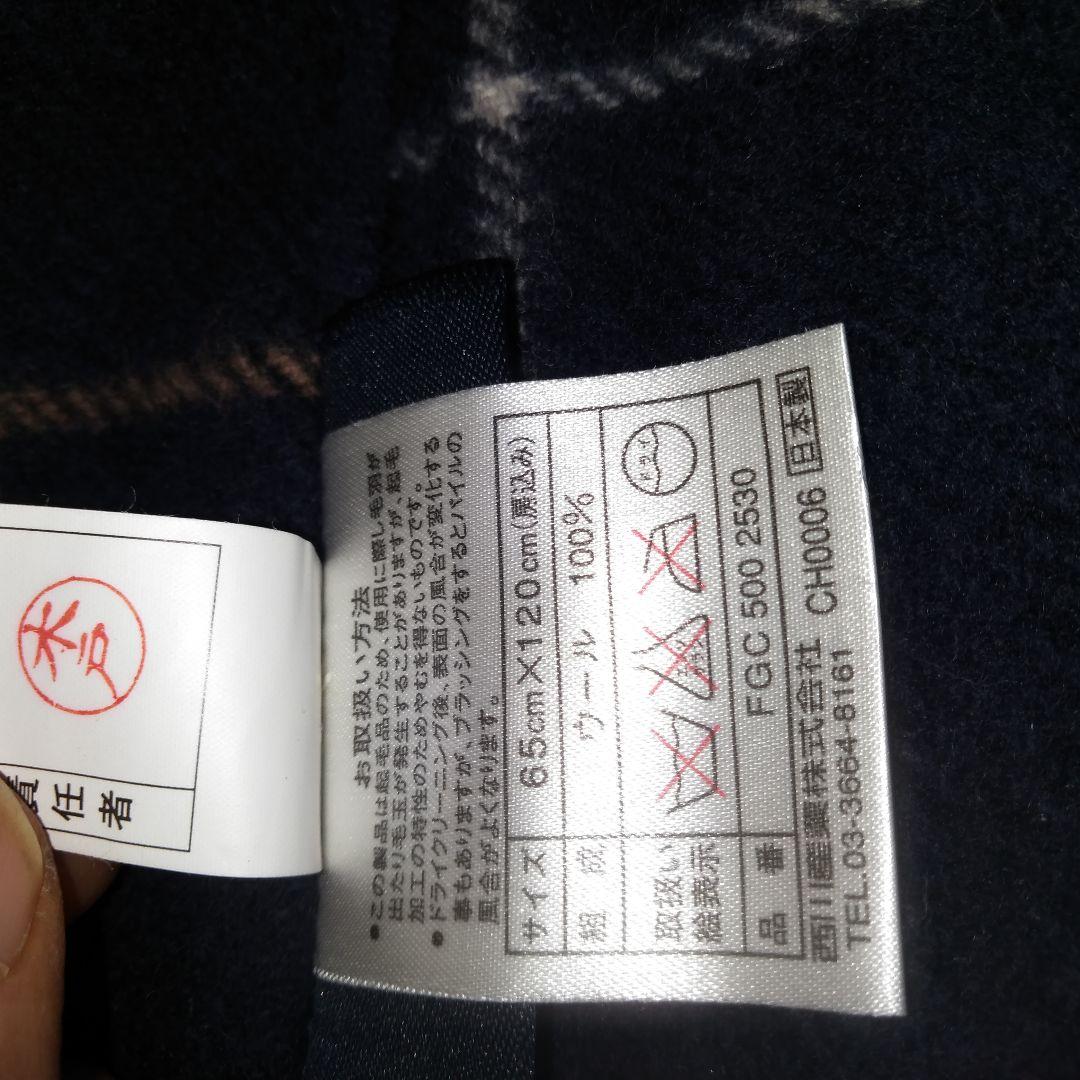 お取扱い方法
●この製品は起毛品のため、使用に際し毛羽が
出たり毛玉が発生することがありますが、起毛
加工の特性のためやむを得ないものです。
●ドライクリーニング後、表面の風合が変化する
事もありますが、ブラッシングをするとパイルの
風合がよくなります。
サイズ 65cm×120cm(房込み)
組成 ウール 100%
取扱い
絵表示
ドライ
品番 FGC 500 2530
西川産業株式会社 CH0006 日本製
TEL.03-3664-8161
木戸
責任者